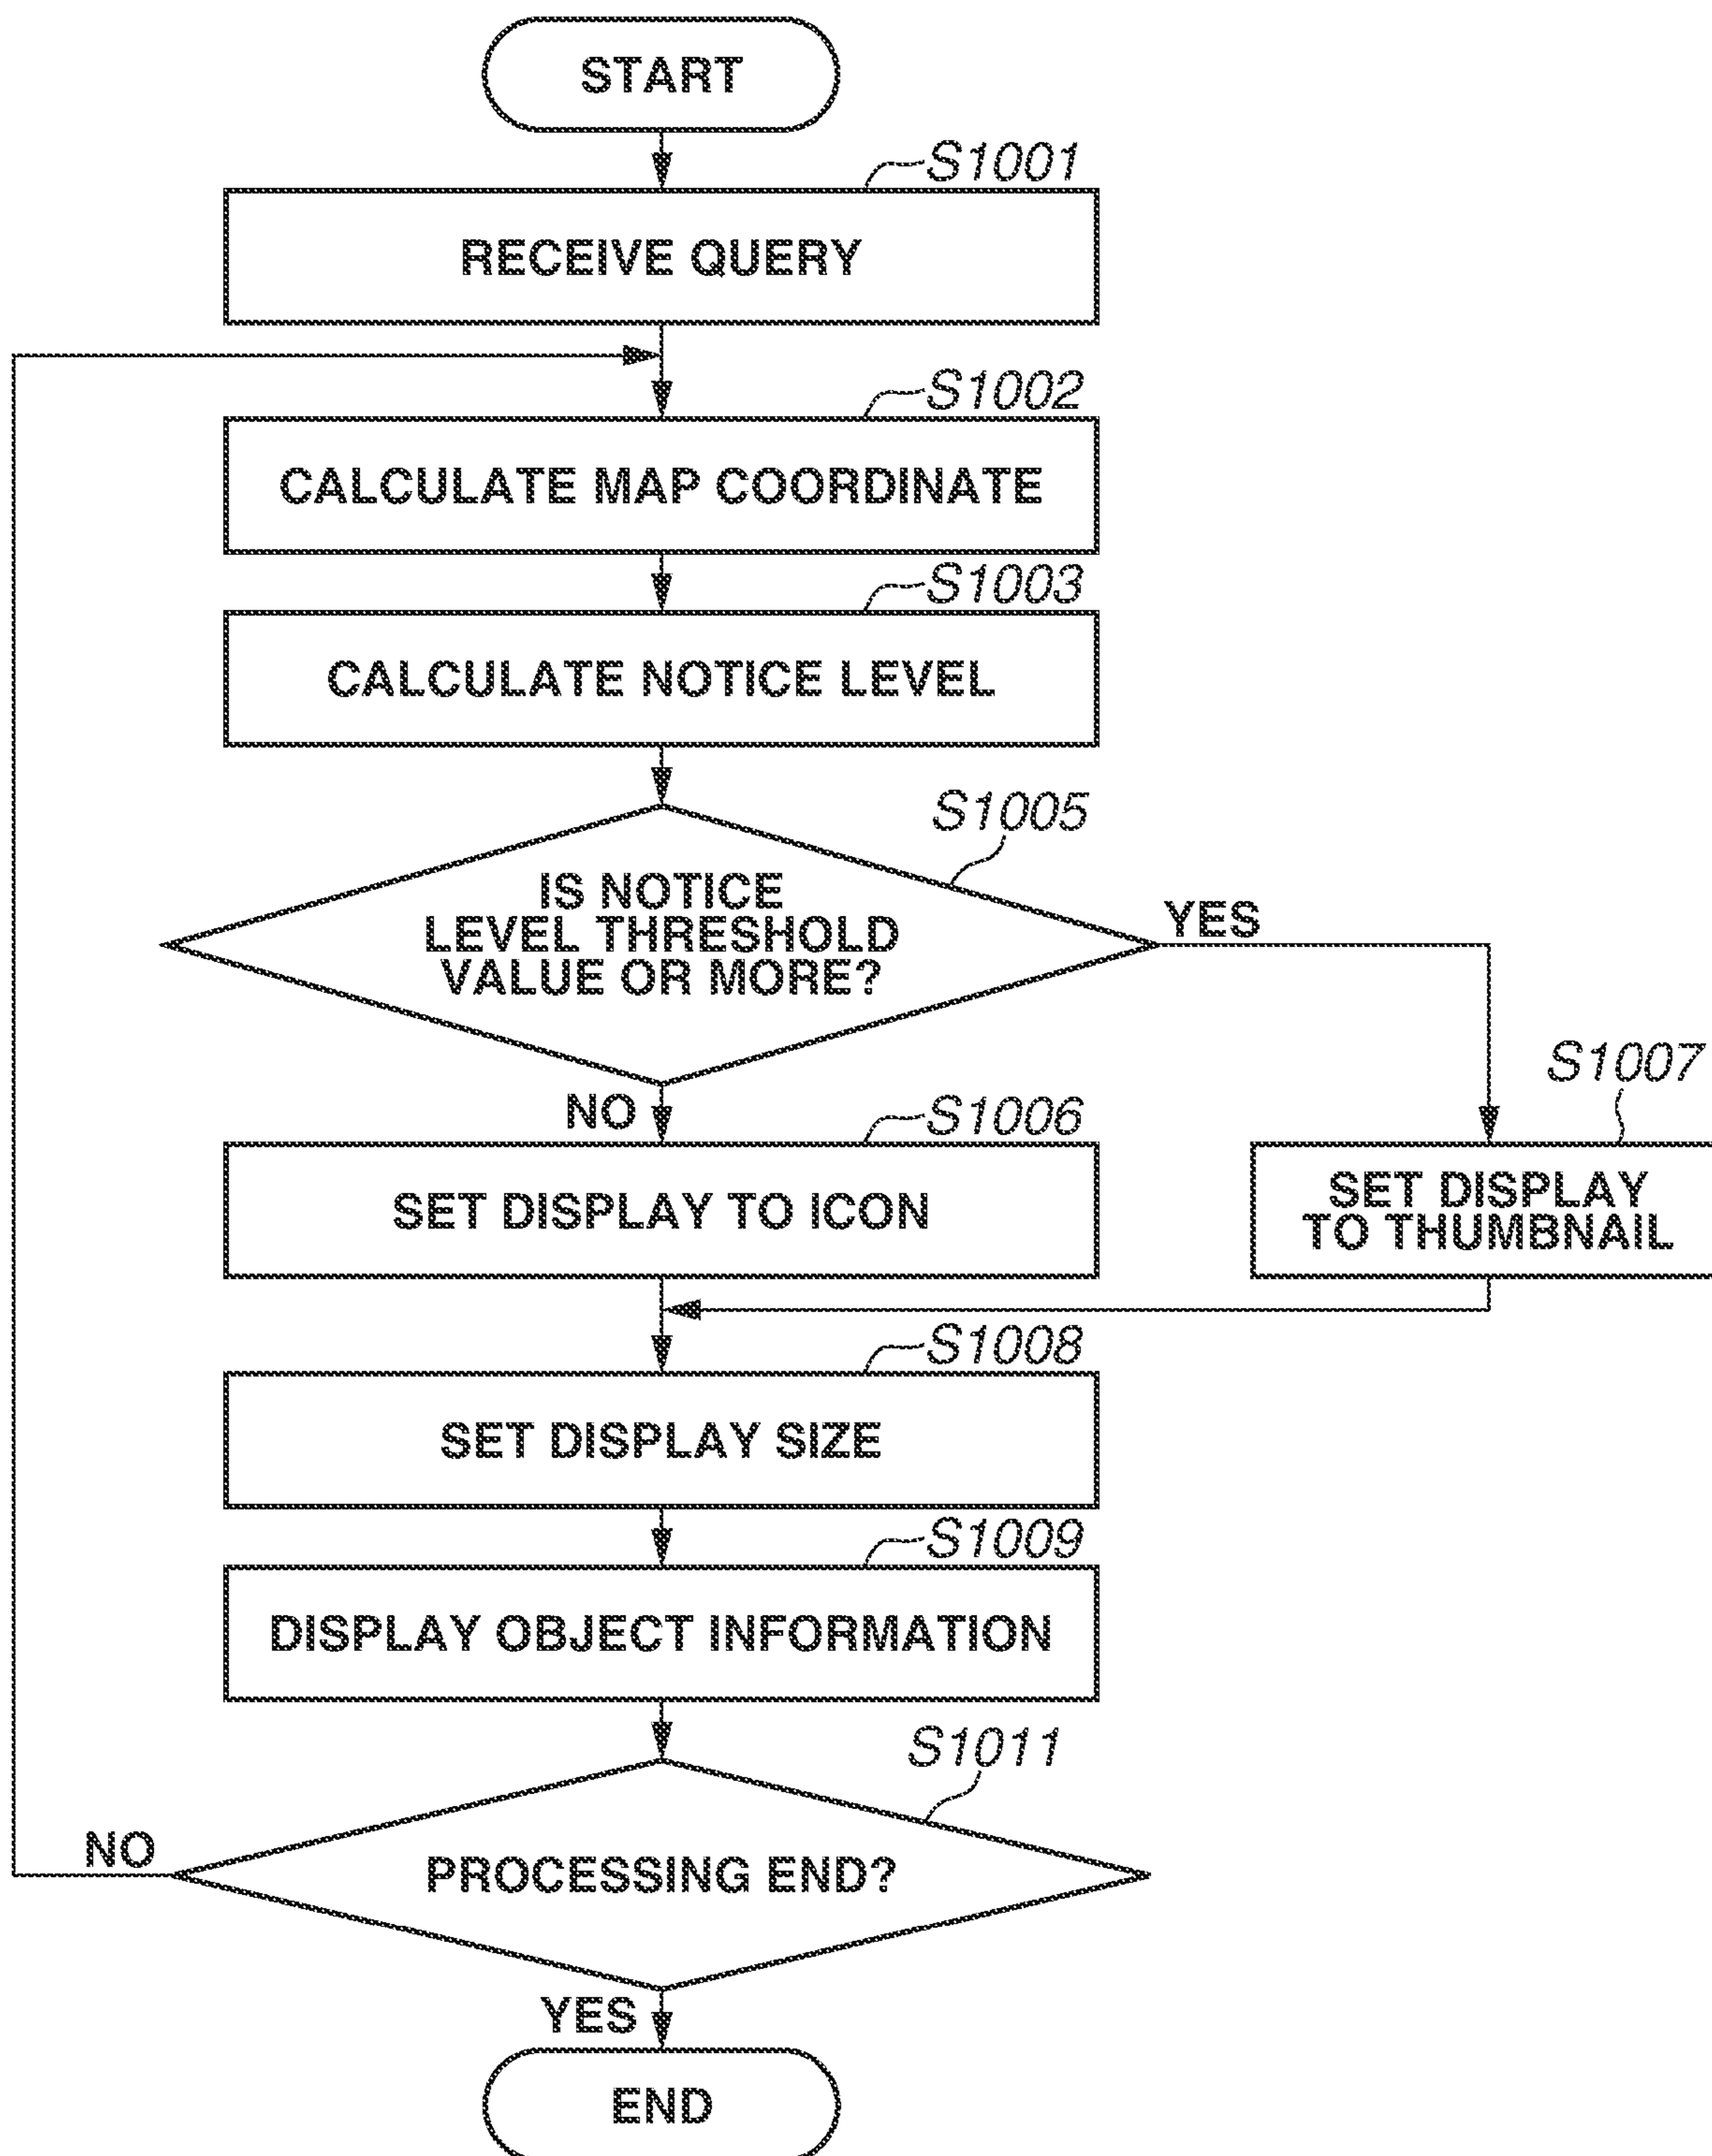 START
S1001
RECEIVE QUERY
S1002
CALCULATE MAP COORDINATE
S1003
CALCULATE NOTICE LEVEL
S1005
IS NOTICE
LEVEL THRESHOLD
VALUE OR MORE?
YES
NO
S1006
SET DISPLAY TO ICON
S1007
SET DISPLAY
TO THUMBNAIL
S1008
SET DISPLAY SIZE
S1009
DISPLAY OBJECT INFORMATION
S1011
PROCESSING END?
NO
YES
END